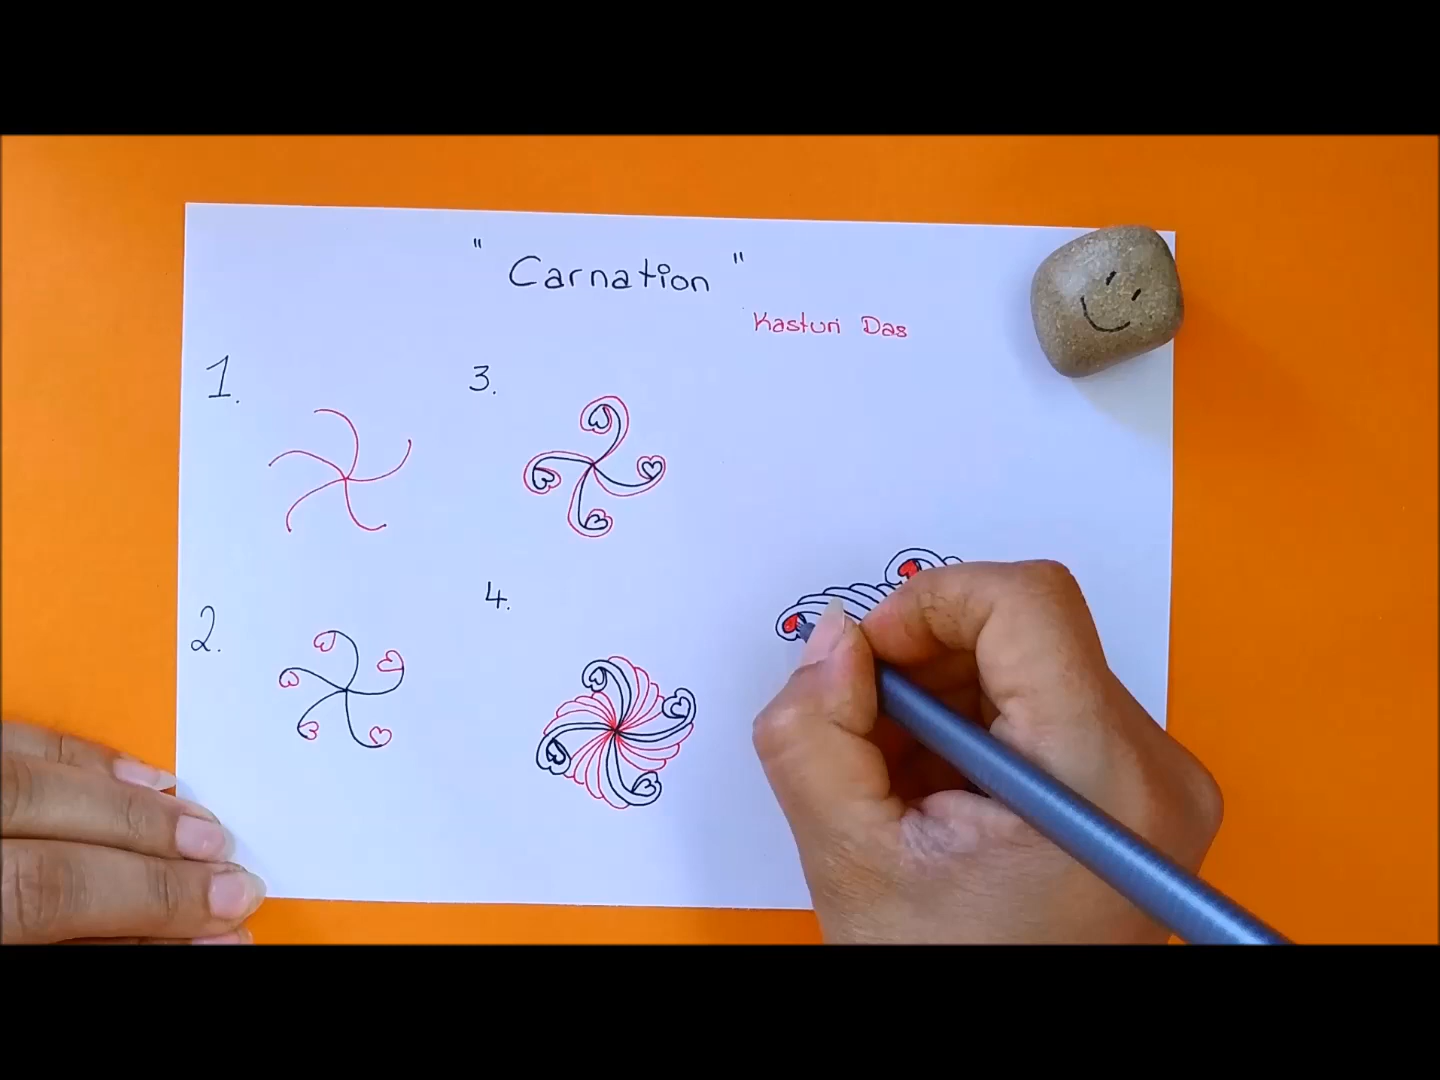 " Carnation "
Kasturi Das
1.
3.
2.
4.